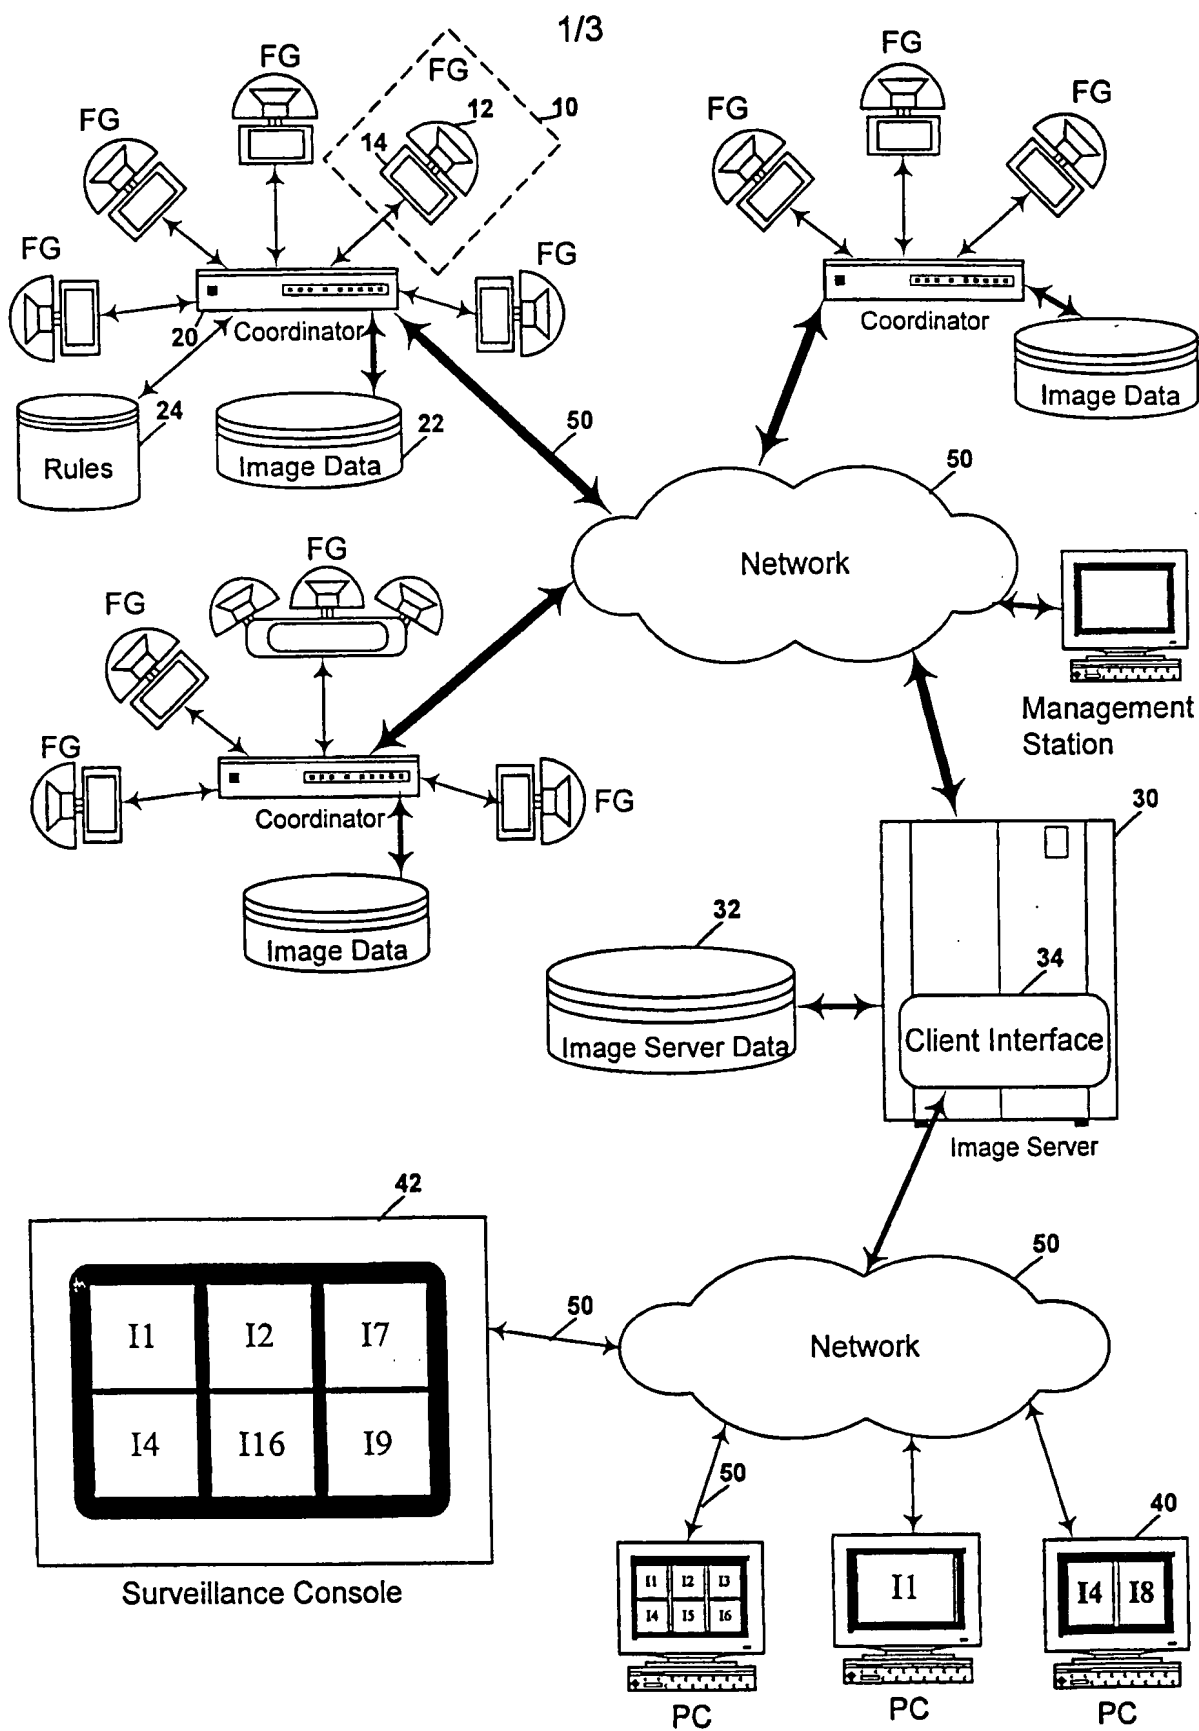 1/3
FG
FG
FG
FG
FG
12
10
14
FG
FG
FG
FG
20
Coordinator
Coordinator
24
22
50
Rules
Image Data
Image Data
50
Network
FG
FG
FG
FG
Coordinator
Management
Station
Image Data
30
32
34
Image Server Data
Client Interface
Image Server
42
50
50
I1 I2 I7
I4 I16 I9
Network
Surveillance Console
50
40
I1 I2 I3
I4 I5 I6
I1
I4 I8
PC
PC
PC